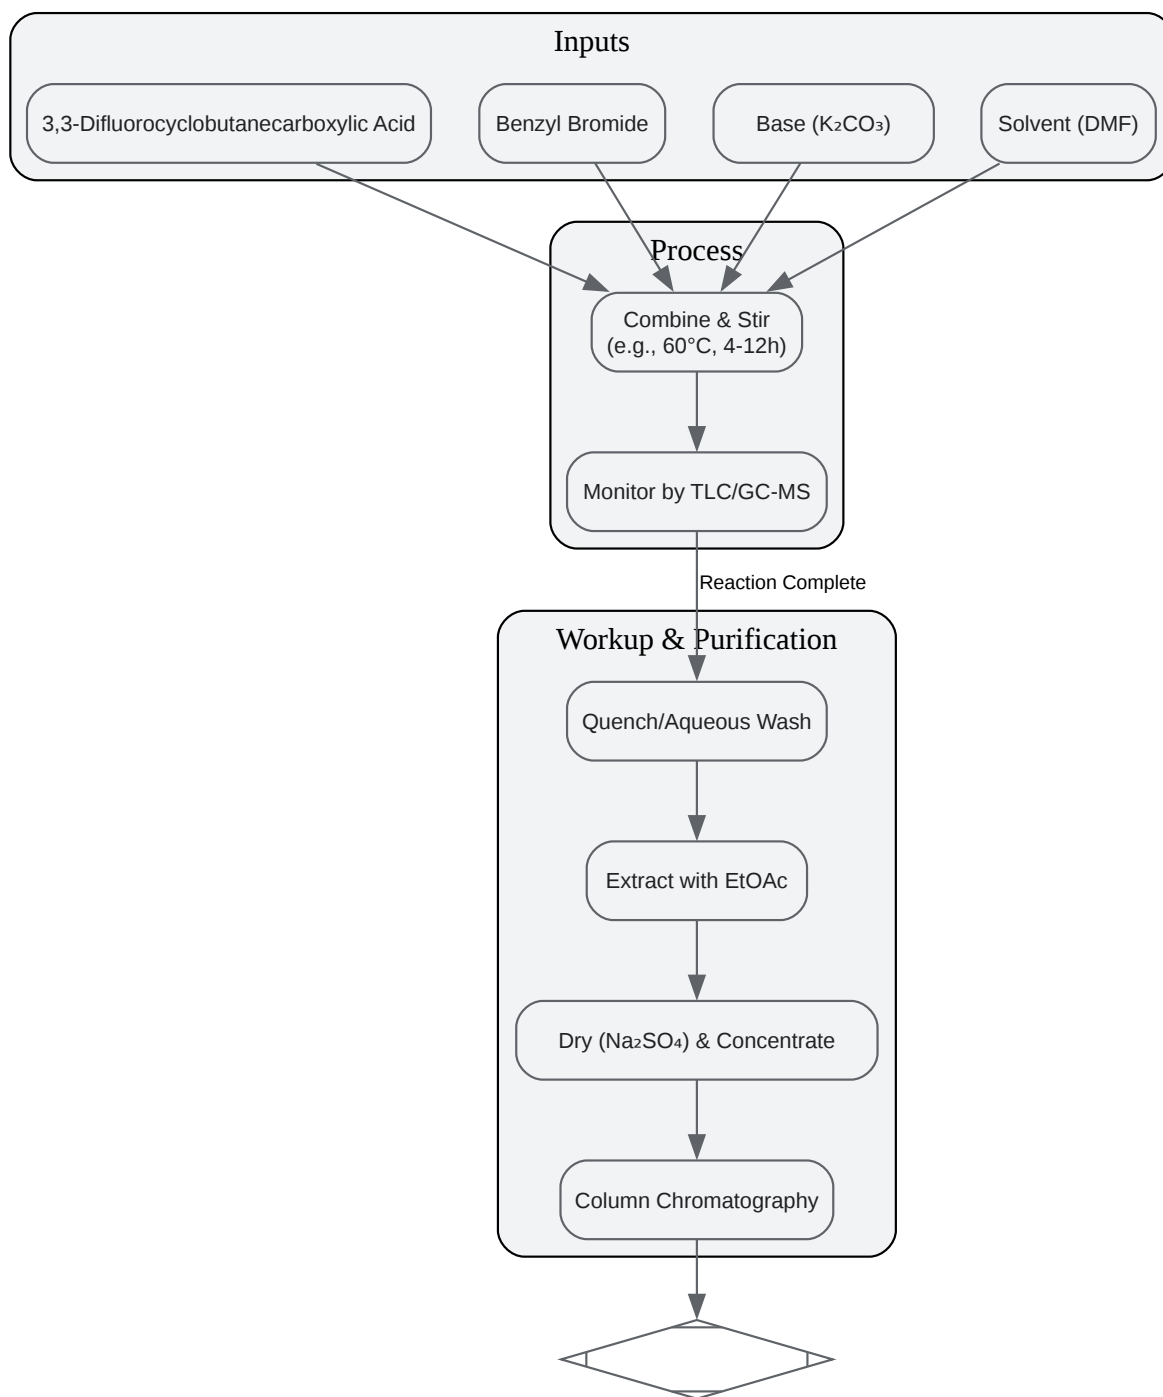 Inputs
3,3-Difluorocyclobutanecarboxylic Acid
Benzyl Bromide
Base (K₂CO₃)
Solvent (DMF)
Process
Combine & Stir
(e.g., 60°C, 4-12h)
Monitor by TLC/GC-MS
Reaction Complete
Workup & Purification
Quench/Aqueous Wash
Extract with EtOAc
Dry (Na₂SO₄) & Concentrate
Column Chromatography